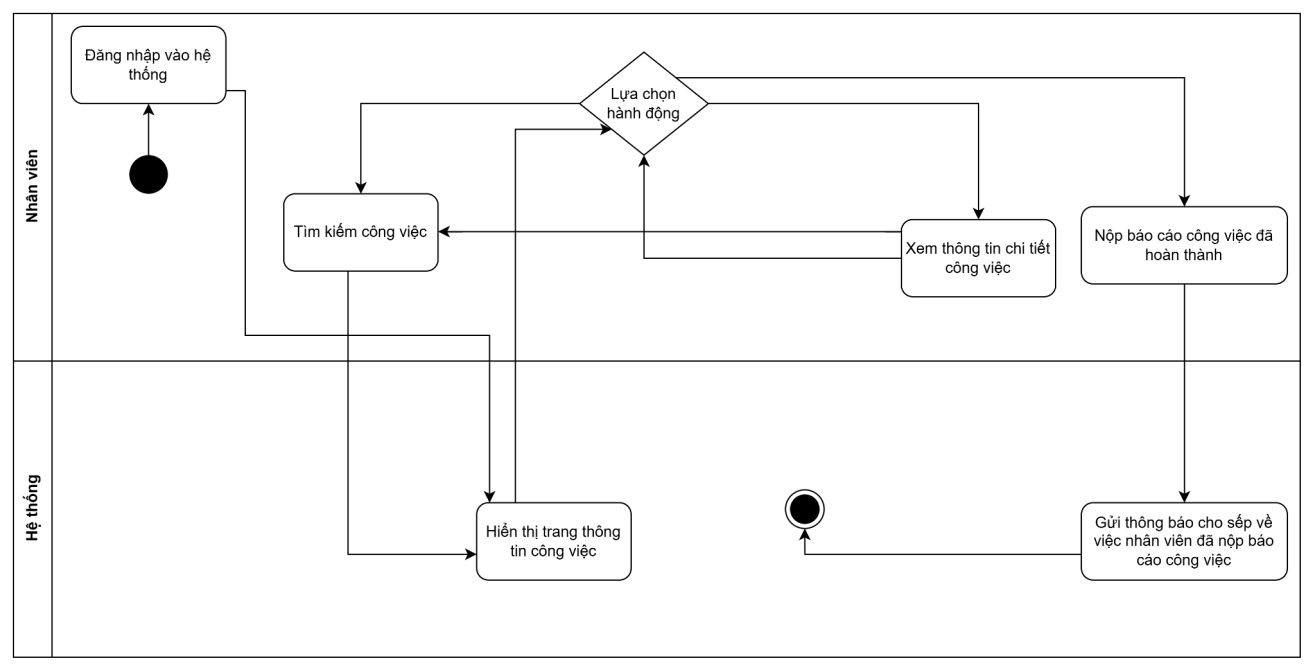 Nhân viên
Đăng nhập vào hệ
thống
Lựa chọn
hành động
Tìm kiếm công việc
Xem thông tin chi tiết
công việc
Nộp báo cáo công việc đã
hoàn thành
Hệ thống
Hiển thị trang thông
tin công việc
Gửi thông báo cho sếp về
việc nhân viên đã nộp báo
cáo công việc